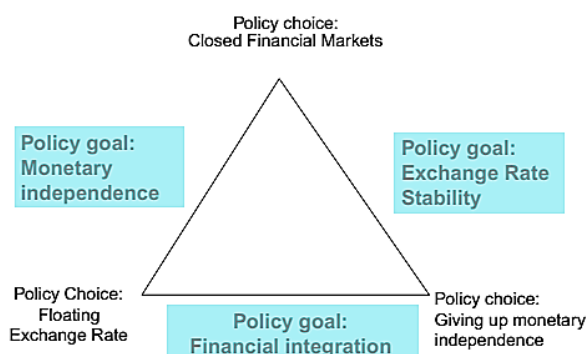 Policy choice:
Closed Financial Markets
Policy goal:
Monetary
independence
Policy goal:
Exchange Rate
Stability
Policy Choice:
Floating
Exchange Rate
Policy goal:
Financial integration
Policy choice:
Giving up monetary
independence